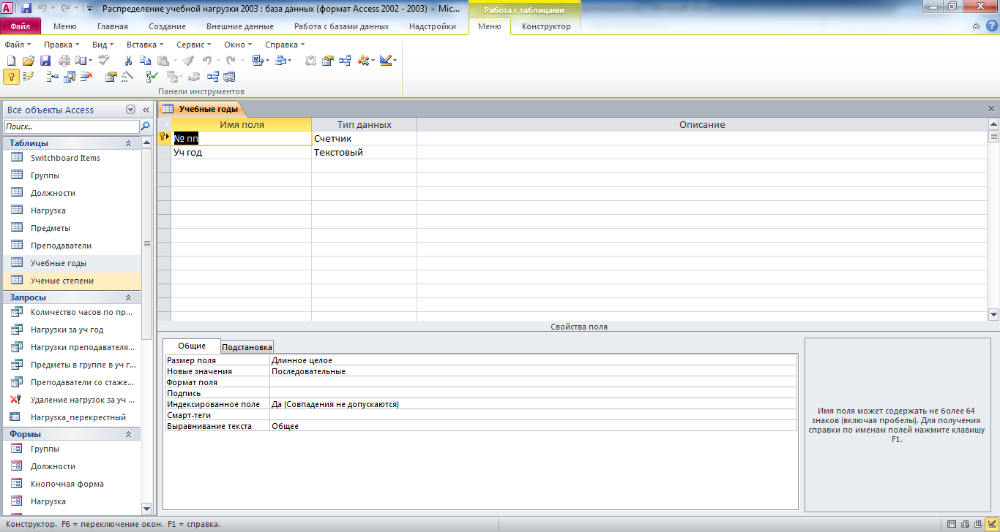 Распределение учебной нагрузки 2003 : база данных (формат Access 2002 - 2003) - Mic...
Работа с таблицами
Файл Меню Главная Создание Внешние данные Работа с базами данных Надстройки Меню Конструктор
Файл Правка Вид Вставка Сервис Окно Справка
Панели инструментов
Все объекты Access
Поиск...
Таблицы
Switchboard Items
Группы
Должности
Нагрузка
Предметы
Преподаватели
Учебные годы
Ученые степени
Запросы
Количество часов по пр...
Нагрузки за уч год
Нагрузки преподавателя...
Предметы в группе в уч г...
Преподаватели со стаже...
Удаление нагрузок за уч ...
Нагрузка_перекрестный
Формы
Группы
Должности
Кнопочная форма
Нагрузка
Учебные годы
Имя поля Тип данных Описание
№ пп Счетчик
Уч год Текстовый
Свойства поля
Общие Подстановка
Размер поля Длинное целое
Новые значения Последовательные
Формат поля
Подпись
Индексированное поле Да (Совпадения не допускаются)
Смарт-теги
Выравнивание текста Общее
Имя поля может содержать не более 64
знаков (включая пробелы). Для получения
справки по именам полей нажмите клавишу
F1.
Конструктор. F6 = переключение окон. F1 = справка.